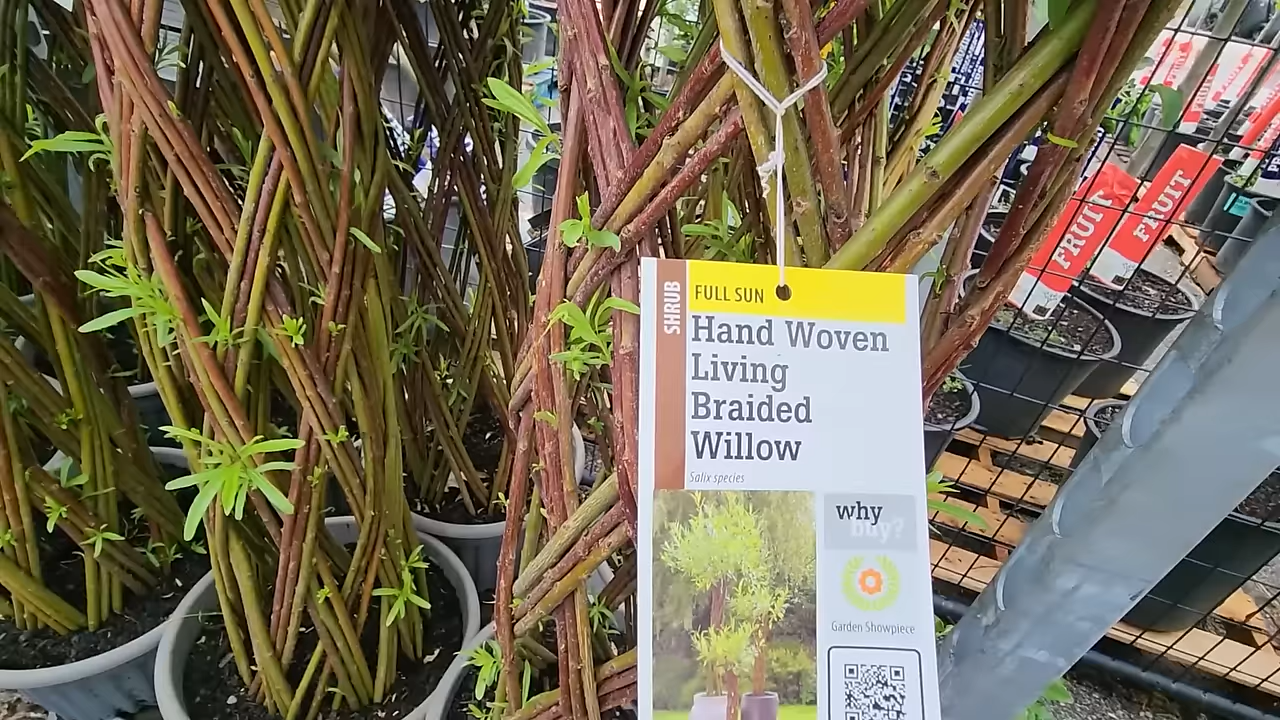 SHRUB
FULL SUN
Hand Woven
Living
Braided
Willow
Salix species
why
buy?
Garden Showpiece
FRUIT
FRUIT